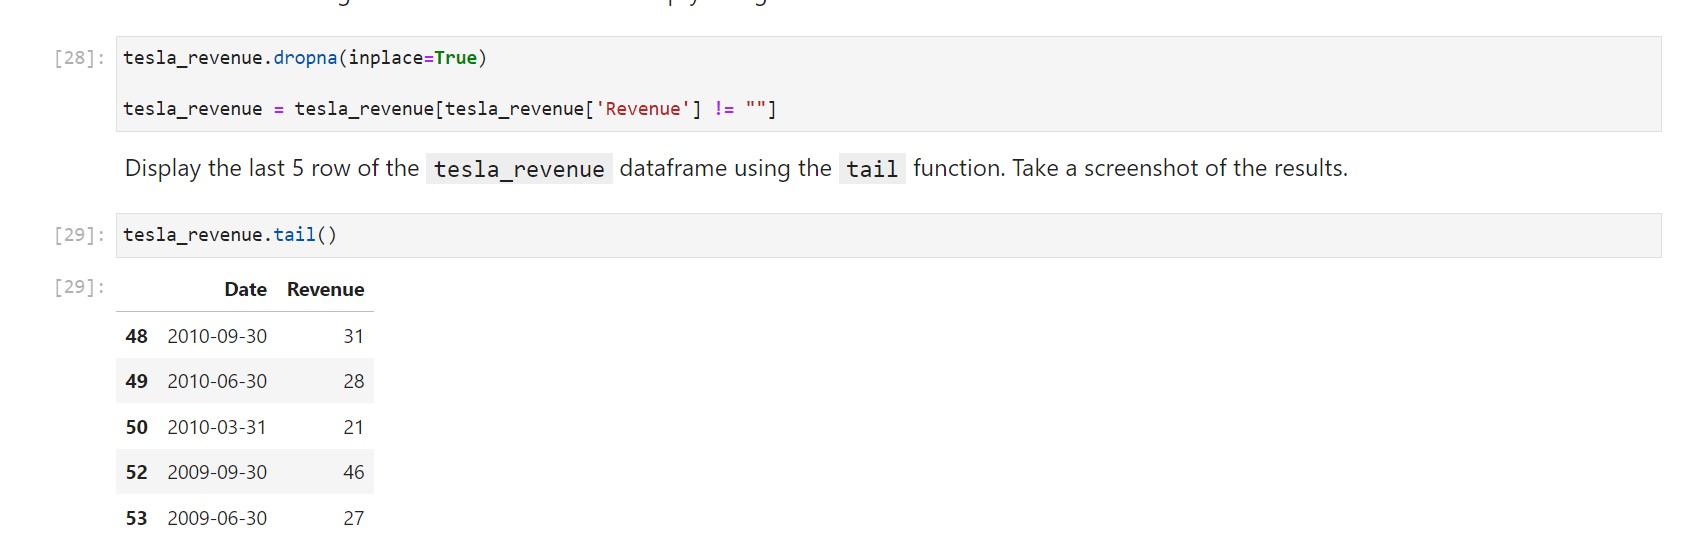 [28]: tesla_revenue.dropna(inplace=True)
tesla_revenue = tesla_revenue[tesla_revenue['Revenue'] != ""]
Display the last 5 row of the tesla_revenue dataframe using the tail function. Take a screenshot of the results.
[29]: tesla_revenue.tail()
[29]: Date Revenue
48 2010-09-30 31
49 2010-06-30 28
50 2010-03-31 21
52 2009-09-30 46
53 2009-06-30 27